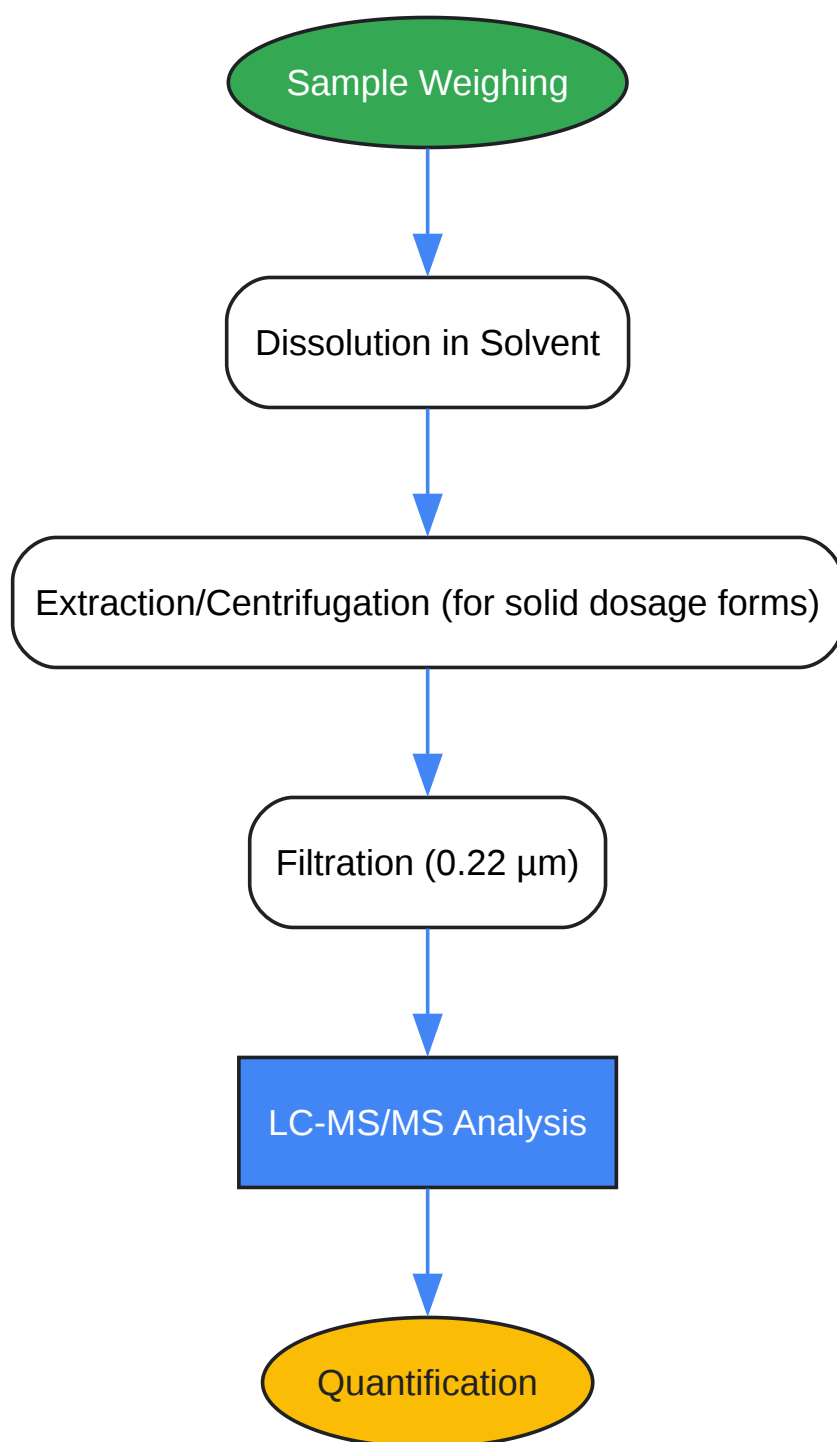 Sample Weighing
Dissolution in Solvent
Extraction/Centrifugation (for solid dosage forms)
Filtration (0.22 µm)
LC-MS/MS Analysis
Quantification